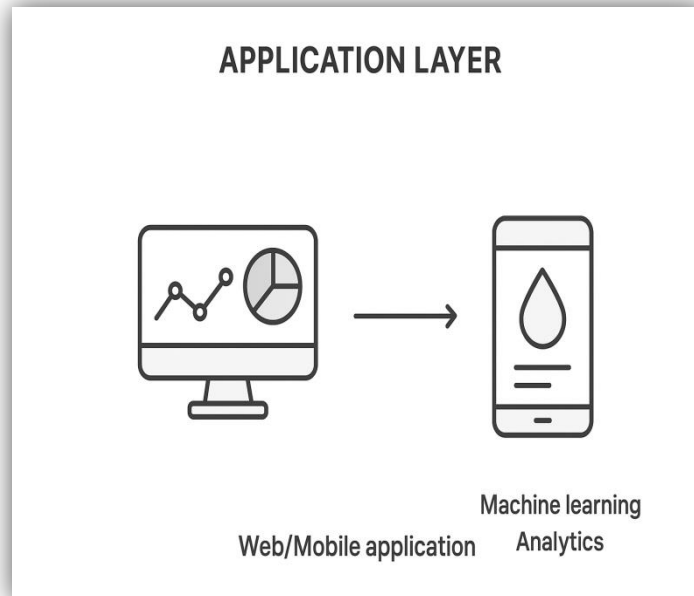 APPLICATION LAYER
Machine learning
Web/Mobile application
Analytics